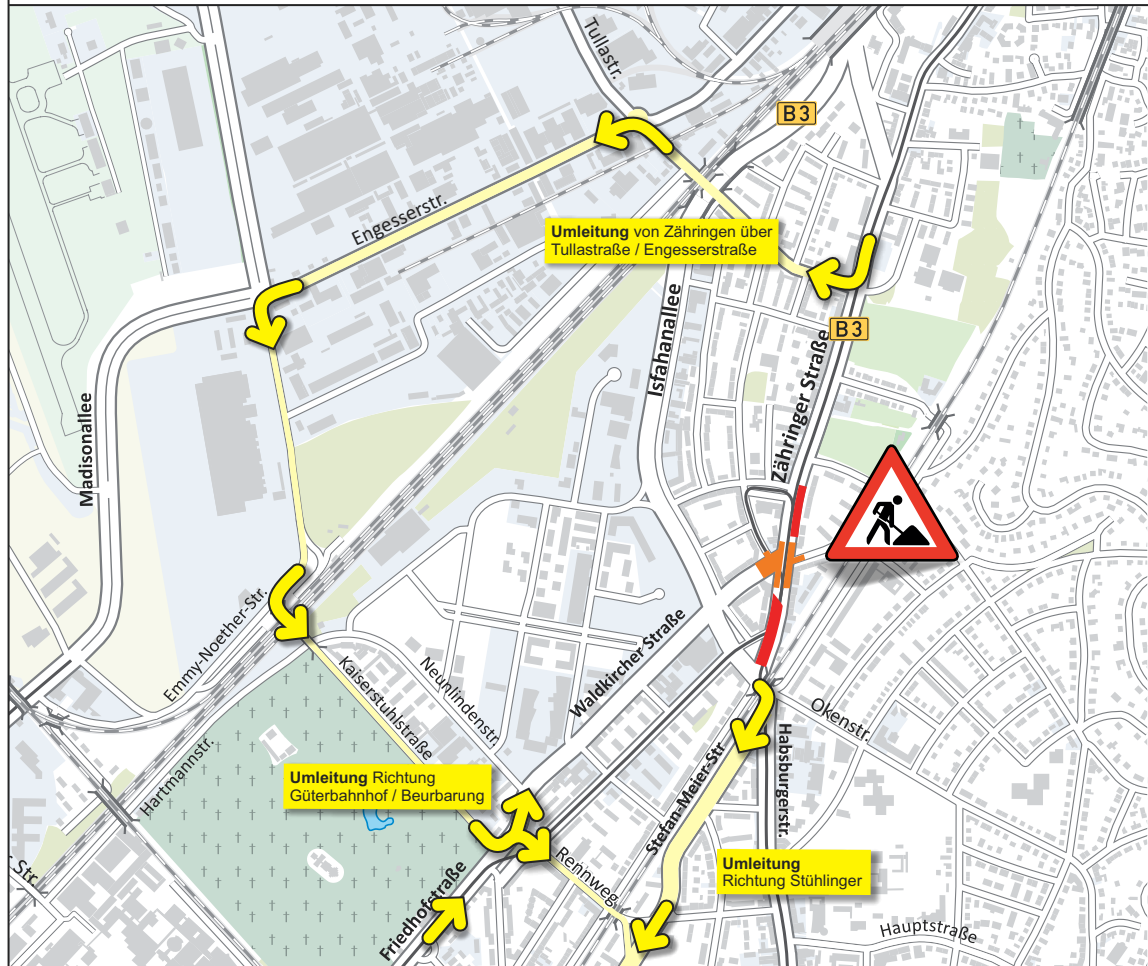 Tullastr.
B3
Engesserstr.
Umleitung von Zähringen über
Tullastraße / Engesserstraße
Isfahanallee
B3
Zähringer Straße
Madisonallee
Emmy-Noether-Str.
Kaiserstuhlstraße
Neunlindenstr.
Waldkircher Straße
Okenstr.
Hartmannstr.
Habsburgerstr.
Stefan-Meier-Str.
Umleitung Richtung
Güterbahnhof / Beurbarung
Rennweg
Umleitung
Richtung Stühlinger
Friedhofstraße
Str.
Hauptstraße